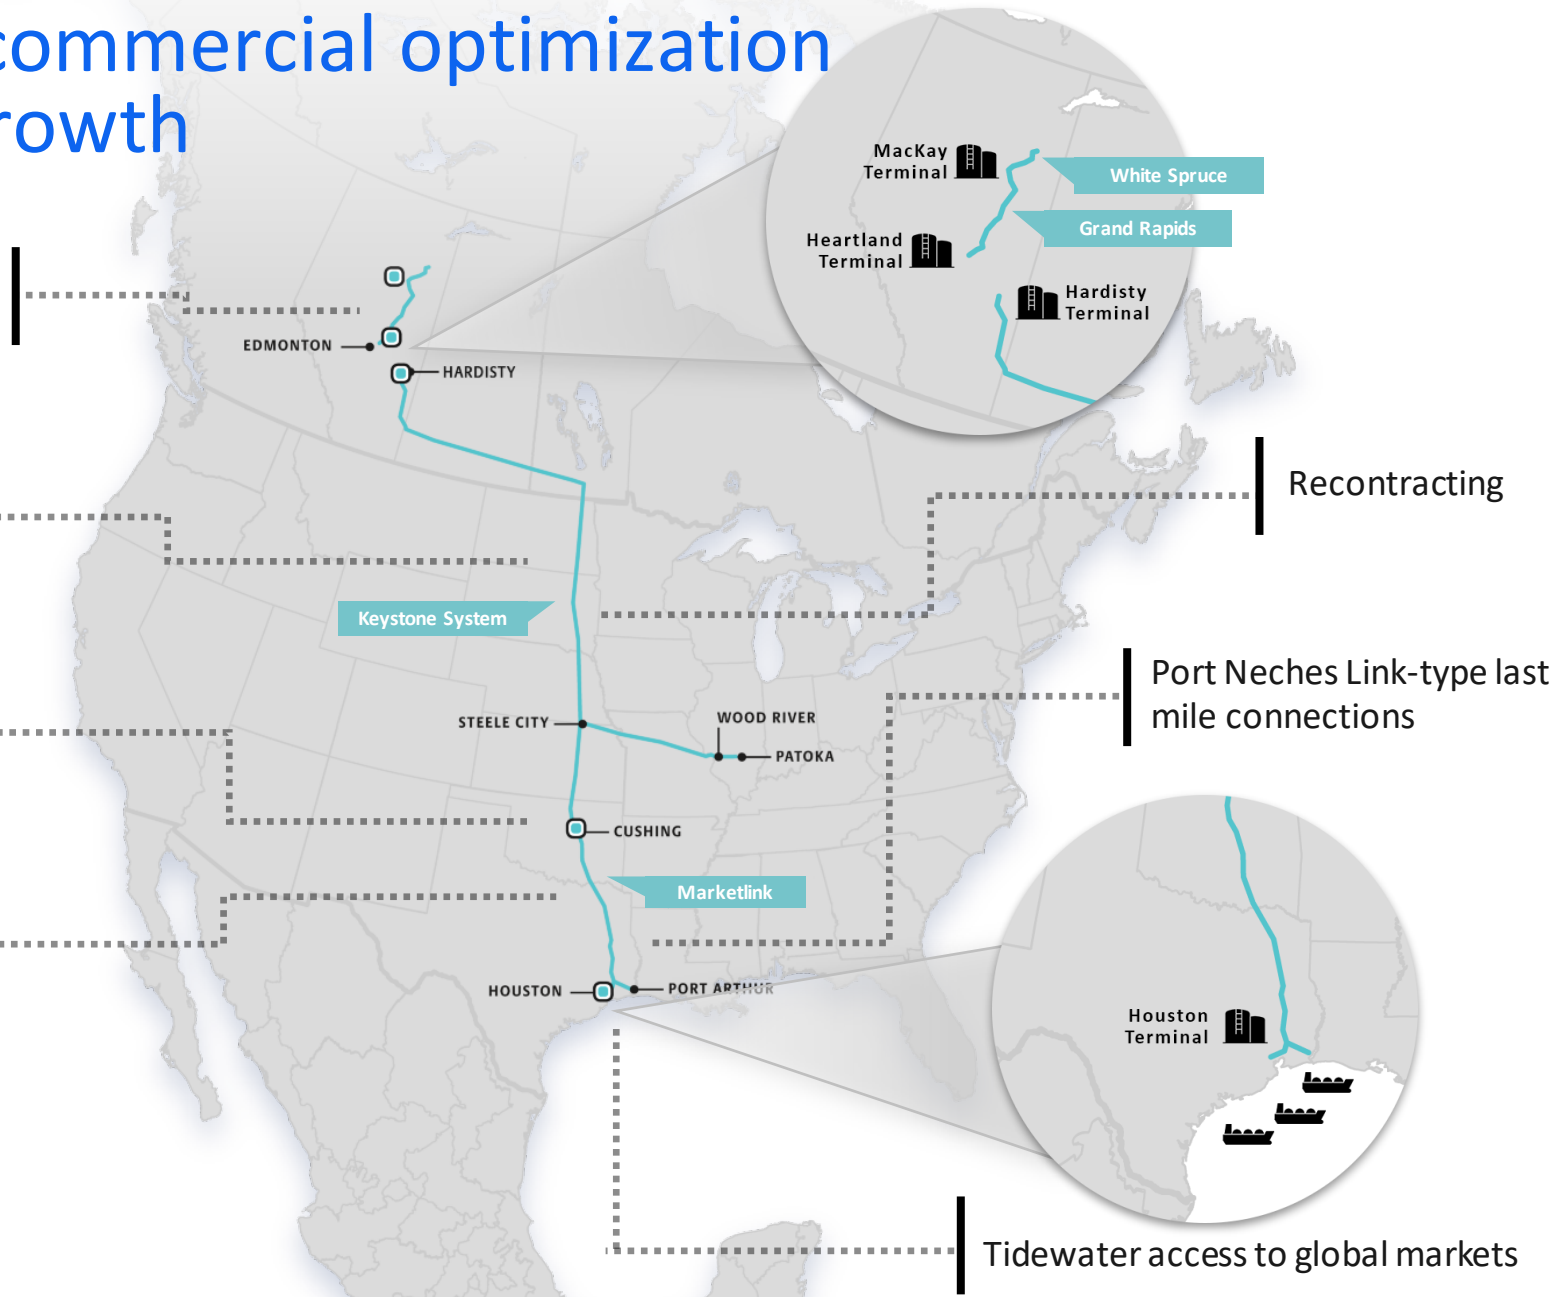 commercial optimization
rowth
MacKay
Terminal
White Spruce
Grand Rapids
Heartland
Terminal
Hardisty
Terminal
EDMONTON
HARDISTY
Recontracting
Keystone System
Port Neches Link-type last
mile connections
STEELE CITY
WOOD RIVER
PATOKA
CUSHING
Marketlink
HOUSTON
PORT ARTHUR
Houston
Terminal
Tidewater access to global markets